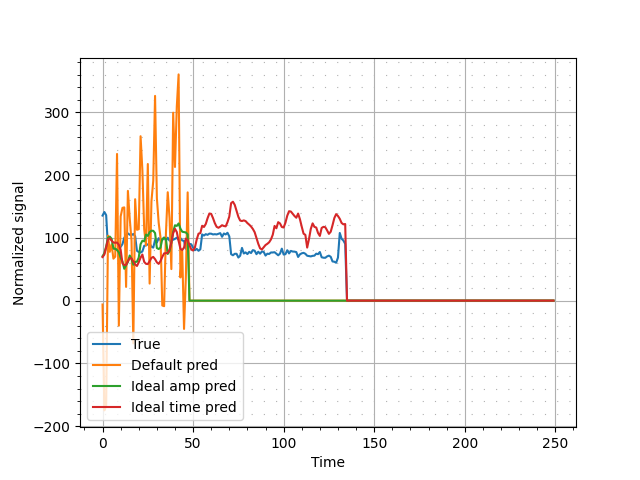 Normalized signal
300
200
100
0
−100
−200
0
50
100
150
200
250
Time
True
Default pred
Ideal amp pred
Ideal time pred